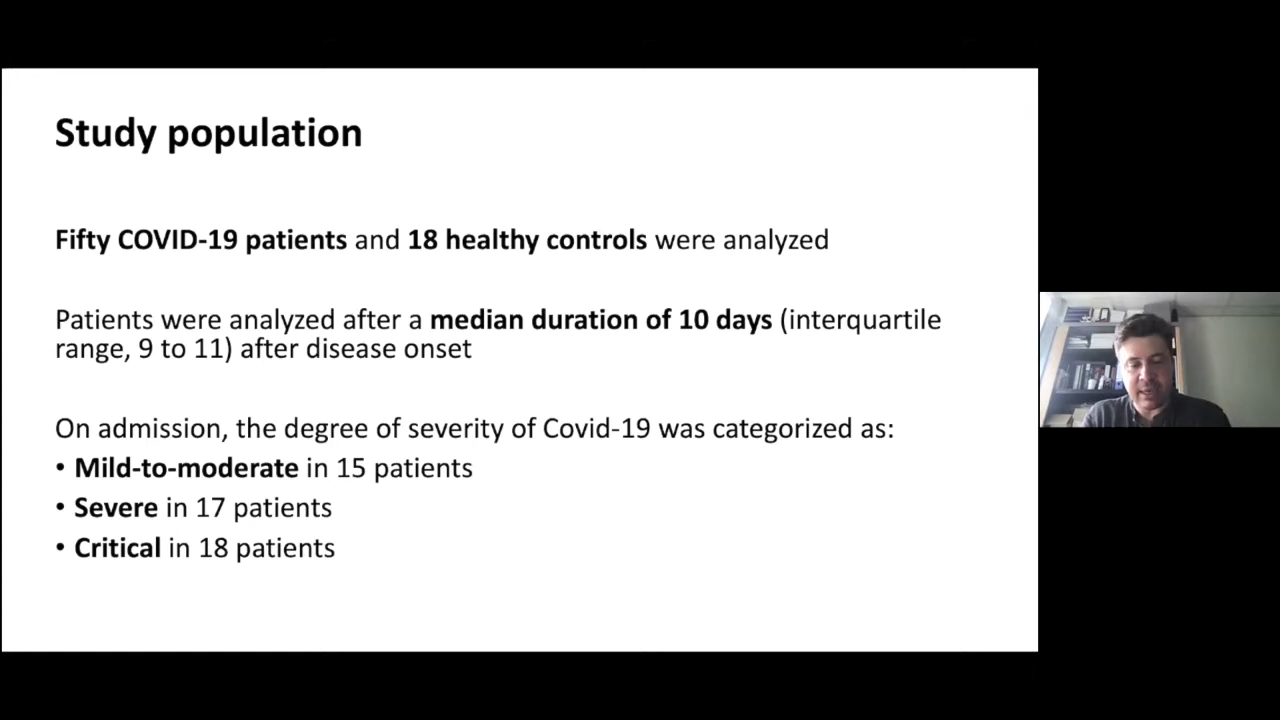 Study population
Fifty COVID-19 patients and 18 healthy controls were analyzed
Patients were analyzed after a median duration of 10 days (interquartile
range, 9 to 11) after disease onset
On admission, the degree of severity of Covid-19 was categorized as:
• Mild-to-moderate in 15 patients
• Severe in 17 patients
• Critical in 18 patients